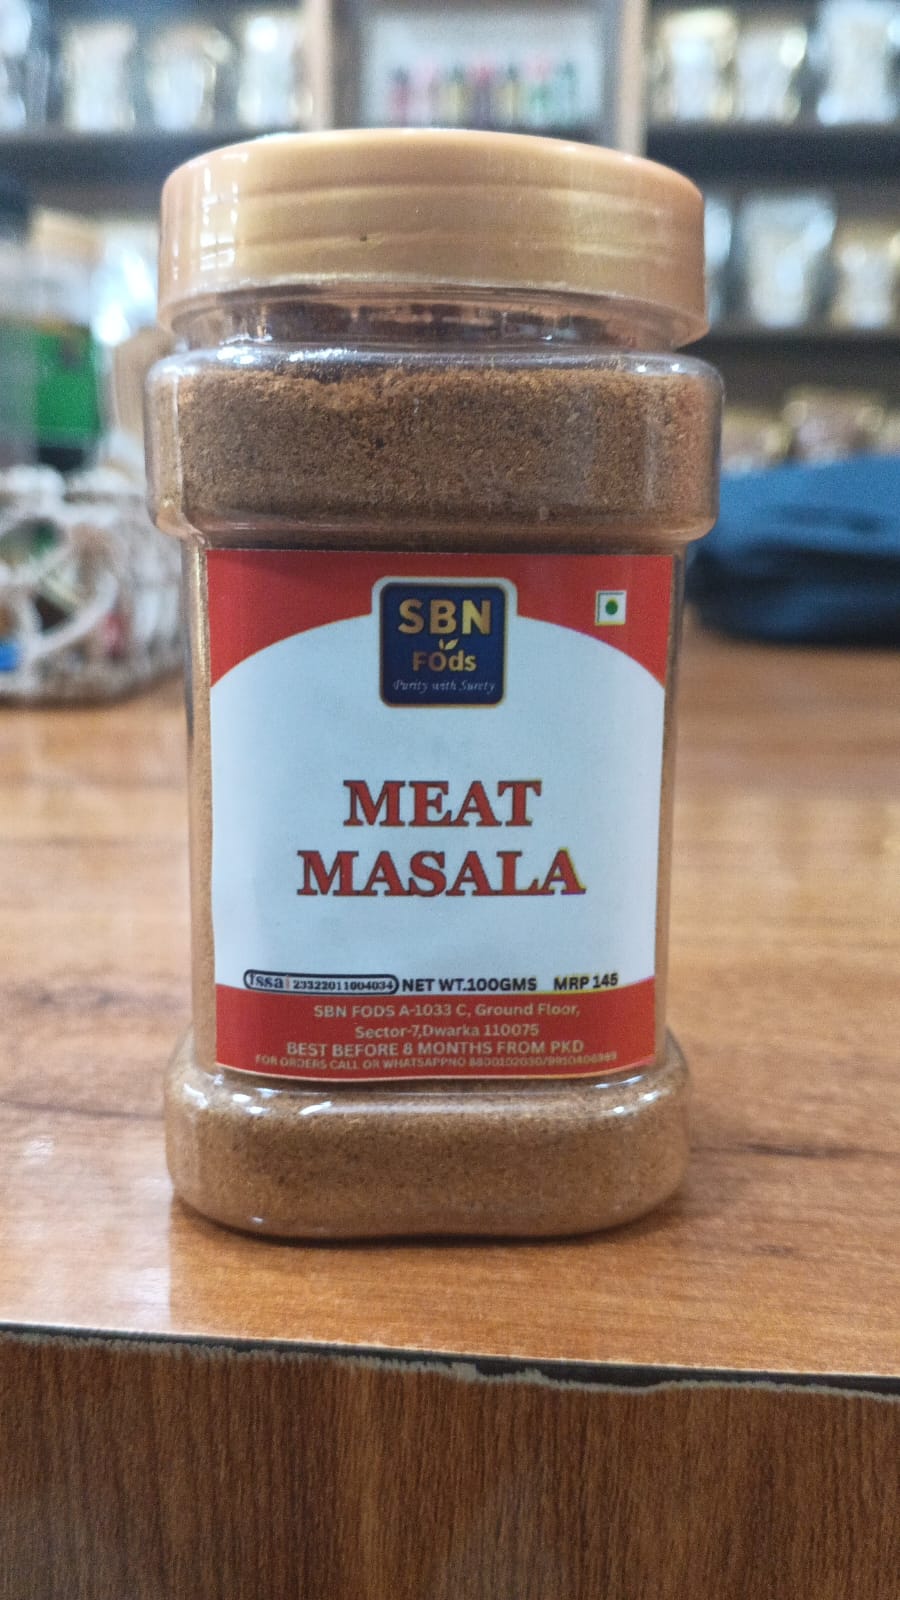 SBN
FOds
Purity with Surety
MEAT
MASALA
fssai 23322011004034 NET WT.100GMS MRP 145
SBN FODS A-1033 C, Ground Floor,
Sector-7,Dwarka 110075
BEST BEFORE 8 MONTHS FROM PKD
FOR ORDERS CALL OR WHATSAPPNO